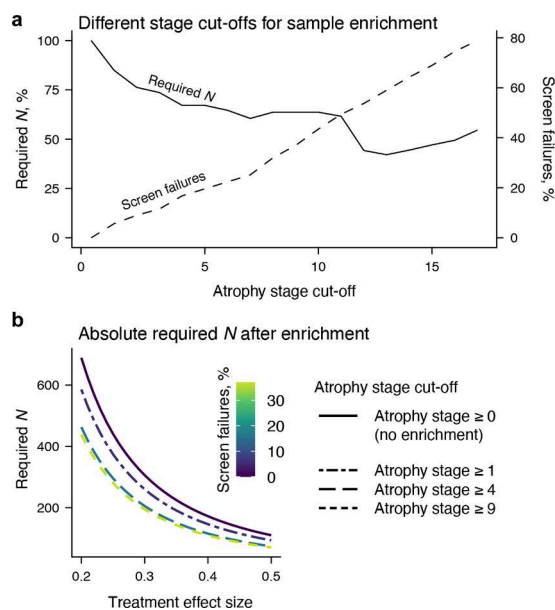 a
Different stage cut-offs for sample enrichment
Required N, %
100
75
50
25
0
Required N
Screen failures
80
60
40
20
0
Screen failures, %
0
5
10
15
Atrophy stage cut-off
b
Absolute required N after enrichment
Required N
600
400
200
Screen failures, %
30
20
10
0
0.2
0.3
0.4
0.5
Treatment effect size
Atrophy stage cut-off
Atrophy stage ≥ 0
(no enrichment)
Atrophy stage ≥ 1
Atrophy stage ≥ 4
Atrophy stage ≥ 9